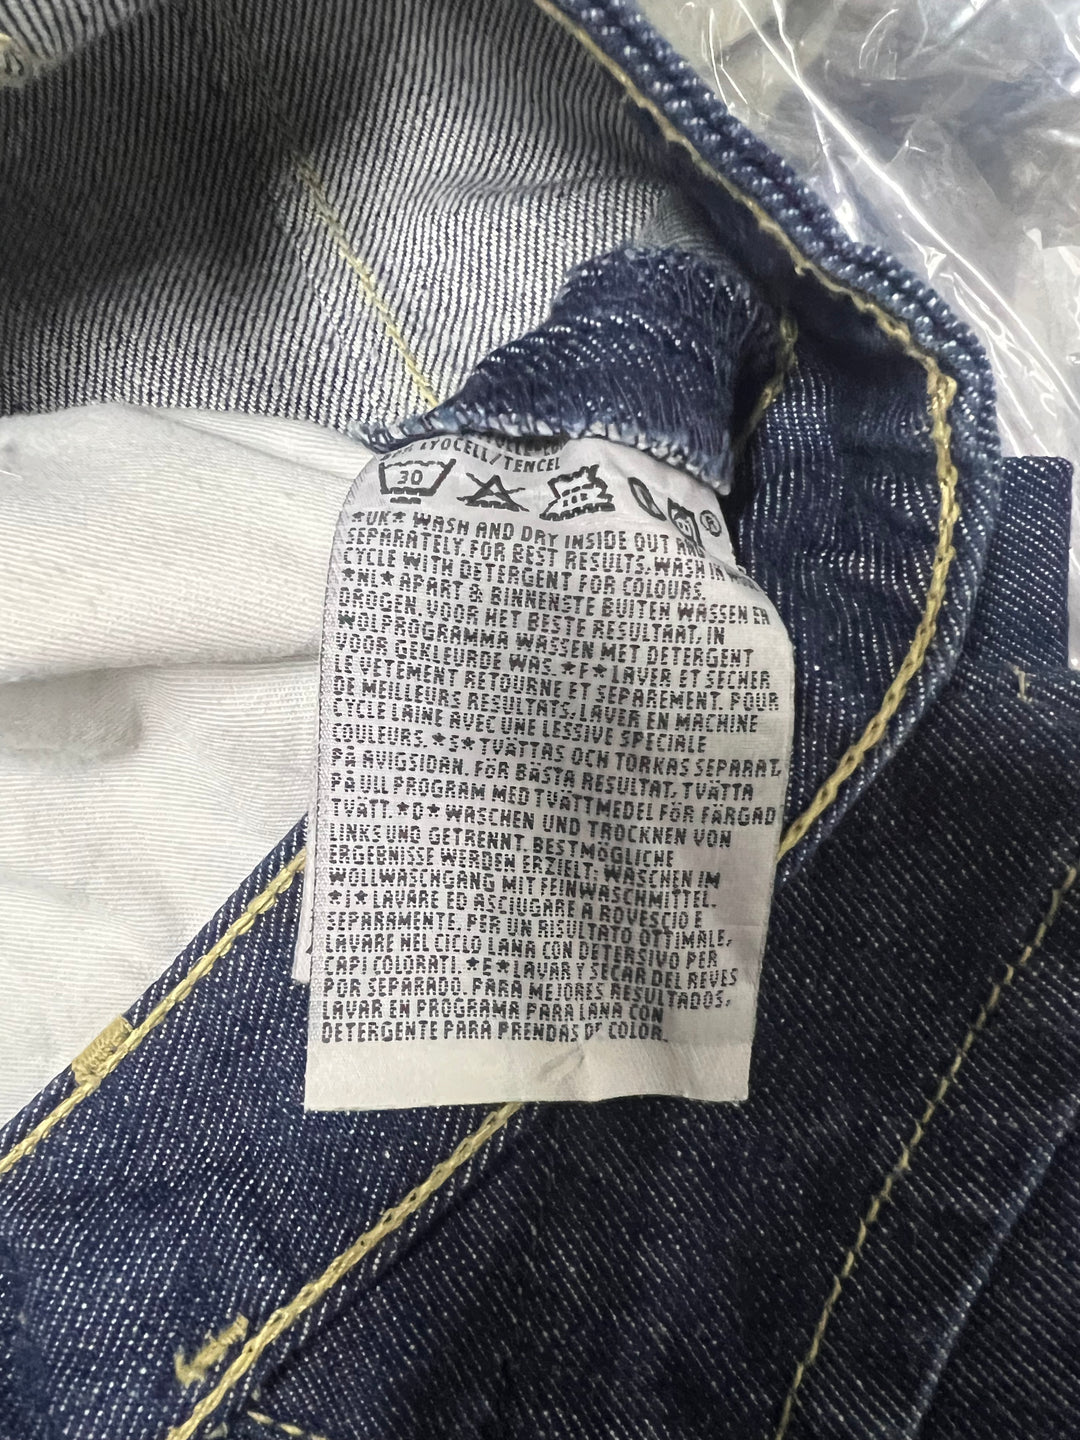 LYOCELL/TENCEL
30
®
*UK* WASH AND DRY INSIDE OUT AND
SEPARATELY. FOR BEST RESULTS. WASH IN
CYCLE WITH DETERGENT FOR COLOURS.
*NL* APART & BINNENSTE BUITEN WASSEN EN
DROGEN. VOOR HET BESTE RESULTAAT, IN
WOLPROGRAMMA WASSEN MET DETERGENT
VOOR GEKLEURDE WAS *F* LAVER ET SECHER
LE VETEMENT RETOURNE ET SEPAREMENT. POUR
DE MEILLEURS RESULTATS, LAVER EN MACHINE
CYCLE LAINE AVEC UNE LESSIVE SPECIALE
COULEURS. *S* TVÄTTAS OCH TORKAS SEPARAT,
PÅ AVIGSIDAN. FÖR BÄSTA RESULTAT, TVÄTTA
PÅ ULL PROGRAM MED TVÄTTMEDEL FÖR FÄRGAD
TVÄTT. *D* WASCHEN UND TROCKNEN VON
LINKS UND GETRENNT. BESTMÖGLICHE
ERGEBNISSE WERDEN ERZIELT: WASCHEN IM
WOLLWASCHGANG MIT FEINWASCHMITTEL.
*I* LAVARE ED ASCIUGARE A ROVESCIO E
SEPARAMENTE. PER UN RISULTATO OTTIMALE,
LAVARE NEL CICLO LANA CON DETERSIVO PER
CAPI COLORATI. *E* LAVAR Y SECAR DEL REVES
POR SEPARADO. PARA MEJORES RESULTADOS,
LAVAR EN PROGRAMA PARA LANA CON
DETERGENTE PARA PRENDAS DE COLOR.